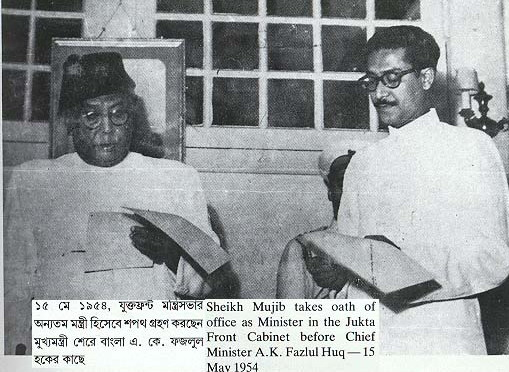 ১৫ মে ১৯৫৪, যুক্তফ্রন্ট মন্ত্রিসভার
অন্যতম মন্ত্রী হিসেবে শপথ গ্রহণ করছেন
মুখ্যমন্ত্রী শেরে বাংলা এ. কে. ফজলুল
হকের কাছে
Sheikh Mujib takes oath of
office as Minister in the Jukta
Front Cabinet before Chief
Minister A.K. Fazlul Huq — 15
May 1954